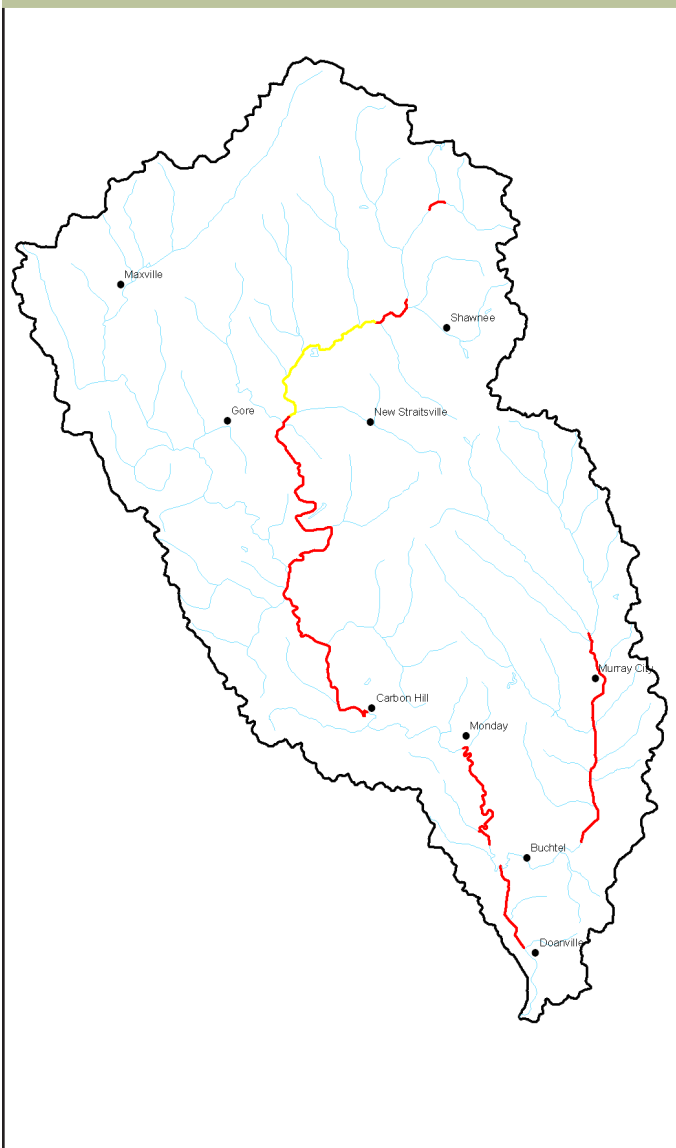 Maxville
Shawnee
Gore
New Straitsville
Murray City
Carbon Hill
Monday
Buchtel
Doanville